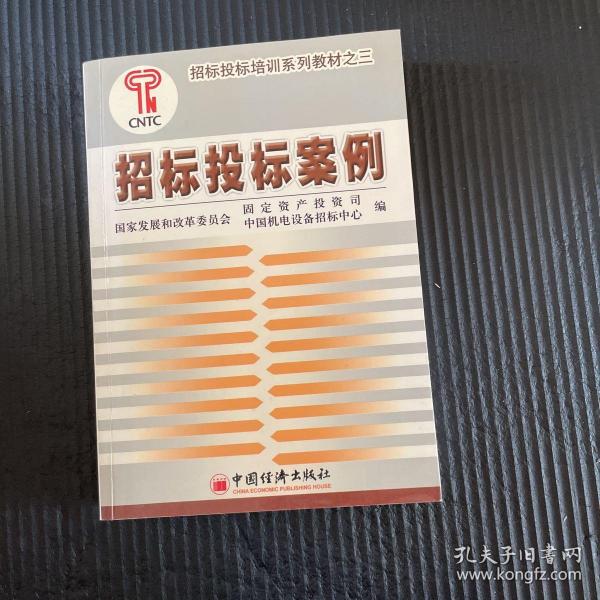 招标投标培训系列教材之三
CNTC
招标投标案例
国家发展和改革委员会 固定资产投资司 中国机电设备招标中心 编
中国经济出版社
CHINA ECONOMIC PUBLISHING HOUSE
孔夫子旧书网
www.kongfz.com